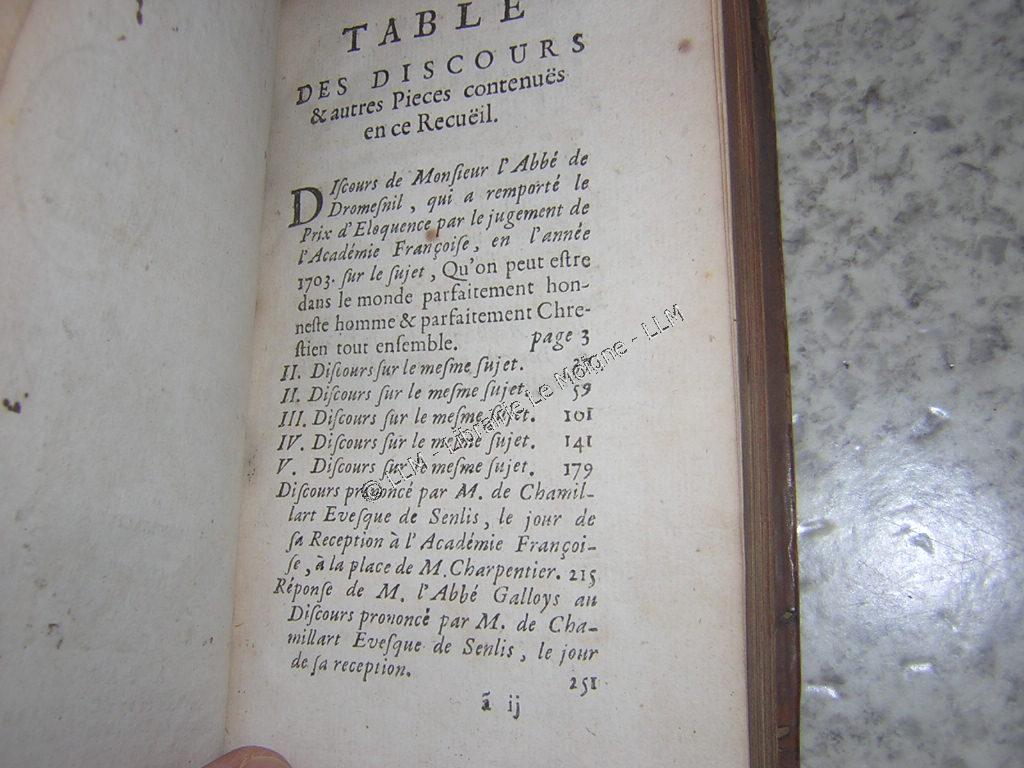 TABLE
DES DISCOURS
& autres Pieces contenuës
en ce Recuëil.
DIſcours de Monſieur l'Abbé de
Dromeſnil, qui a remporté le
Prix d'Eloquence par le jugement de
l'Académie Françoiſe, en l'année
1703. ſur le ſujet, Qu'on peut eſtre
dans le monde parfaitement hon-
neſte homme & parfaitement Chre-
ſtien tout enſemble. page 3
II. Diſcours ſur le meſme ſujet.
II. Diſcours ſur le meſme ſujet. 59
III. Diſcours ſur le meſme ſujet. 101
IV. Diſcours ſur le meſme ſujet. 141
V. Diſcours ſur le meſme ſujet. 179
Diſcours prononcé par M. de Chamil-
lart Eveſque de Senlis, le jour de
ſa Reception à l'Académie Françoi-
ſe, à la place de M. Charpentier. 215
Réponſe de M. l'Abbé Galloys au
Diſcours prononcé par M. de Cha-
millart Eveſque de Senlis, le jour
de ſa reception. 251
ã ij
© LLM - Librairie Le Moigne - LLM